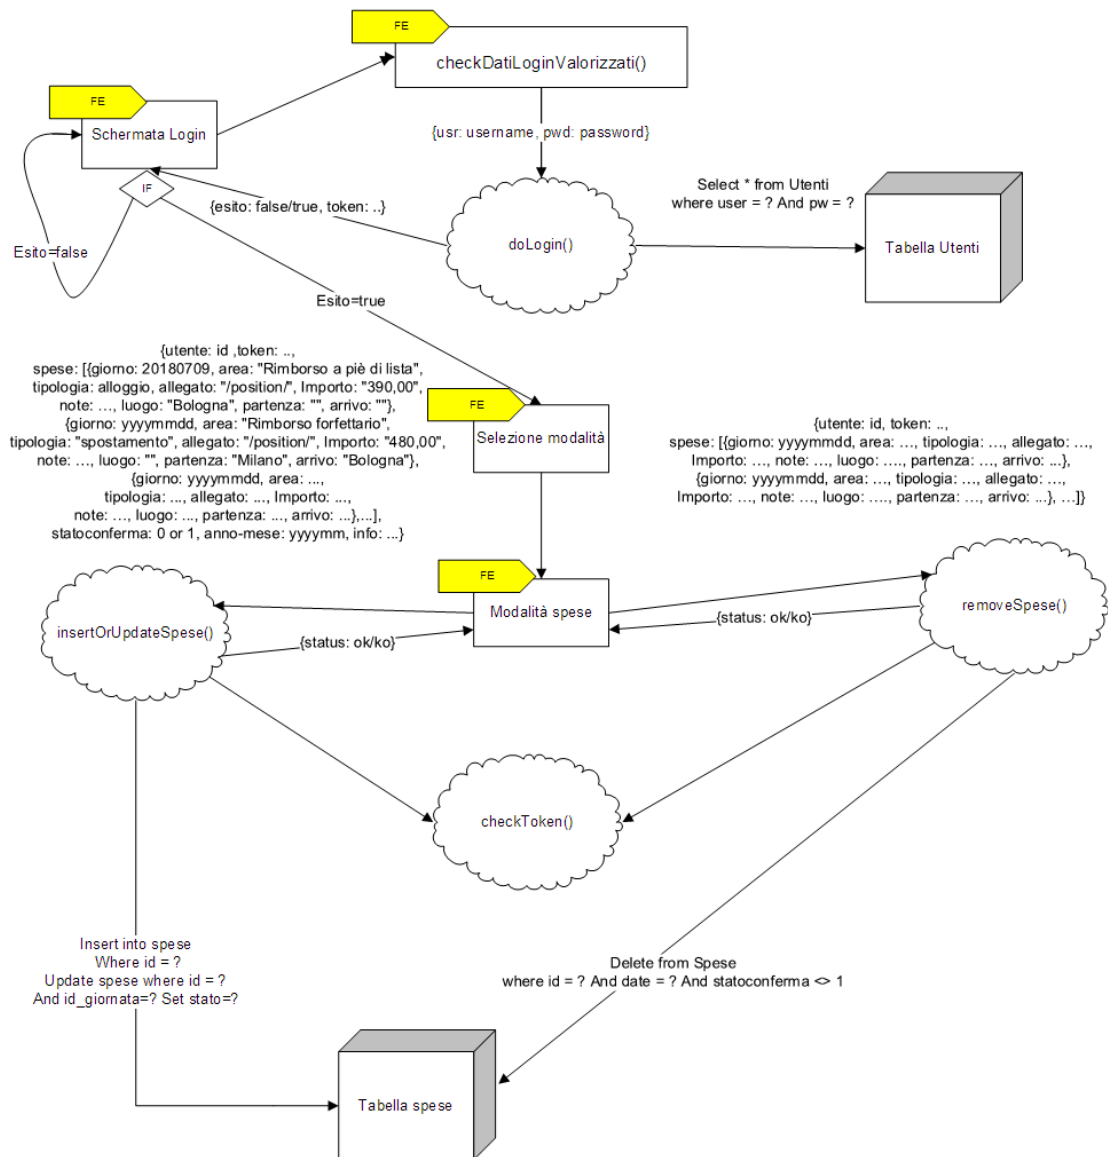 FE
checkDatiLoginValorizzati()
FE
Schermata Login
{usr: username, pwd: password}
IF
Select * from Utenti
where user = ? And pw = ?
{esito: false/true, token: ..}
doLogin()
Tabella Utenti
Esito=false
Esito=true
{utente: id ,token: ..,
spese: [{giorno: 20180709, area: "Rimborso a piè di lista",
tipologia: alloggio, allegato: "/position/", Importo: "390,00",
note: ..., luogo: "Bologna", partenza: "", arrivo: ""},
{giorno: yyyymmdd, area: "Rimborso forfettario",
tipologia: "spostamento", allegato: "/position/", Importo: "480,00",
note: ..., luogo: "", partenza: "Milano", arrivo: "Bologna"},
{giorno: yyyymmdd, area: ...,
tipologia: ..., allegato: ..., Importo: ...,
note: ..., luogo: ..., partenza: ..., arrivo: ...},...],
statoconferma: 0 or 1, anno-mese: yyyymm, info: ...}
FE
Selezione modalità
{utente: id, token: ..,
spese: [{giorno: yyyymmdd, area: ..., tipologia: ..., allegato: ...,
Importo: ..., note: ..., luogo: ...., partenza: ..., arrivo: ...},
{giorno: yyyymmdd, area: ..., tipologia: ..., allegato: ...,
Importo: ..., note: ..., luogo: ...., partenza: ..., arrivo: ...}, ...]}
FE
Modalità spese
insertOrUpdateSpese()
{status: ok/ko}
{status: ok/ko}
removeSpese()
checkToken()
Insert into spese
Where id = ?
Update spese where id = ?
And id_giornata=? Set stato=?
Delete from Spese
where id = ? And date = ? And statoconferma <> 1
Tabella spese